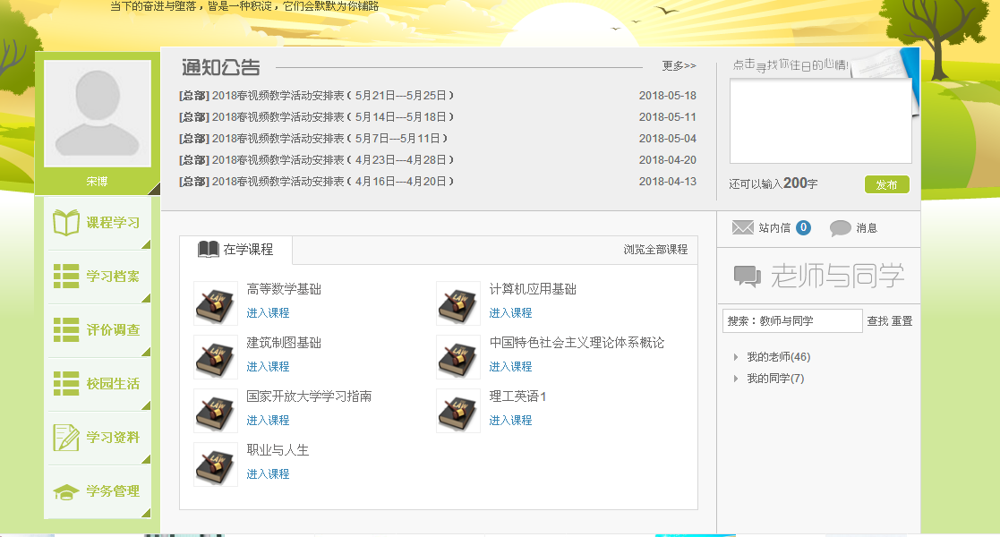 当下的奋进与堕落，皆是一种积淀，它们会默默为你铺路
宋博
课程学习
学习档案
评价调查
校园生活
学习资料
学务管理
通知公告
更多>>
[总部] 2018春视频教学活动安排表（5月21日---5月25日） 2018-05-18
[总部] 2018春视频教学活动安排表（5月14日---5月18日） 2018-05-11
[总部] 2018春视频教学活动安排表（5月7日---5月11日） 2018-05-04
[总部] 2018春视频教学活动安排表（4月23日---4月28日） 2018-04-20
[总部] 2018春视频教学活动安排表（4月16日---4月20日） 2018-04-13
在学课程
浏览全部课程
高等数学基础
进入课程
计算机应用基础
进入课程
建筑制图基础
进入课程
中国特色社会主义理论体系概论
进入课程
国家开放大学学习指南
进入课程
理工英语1
进入课程
职业与人生
进入课程
点击寻找你往日的心情!
还可以输入200字
发布
站内信 0 消息
老师与同学
搜索：教师与同学 查找 重置
我的老师(46)
我的同学(7)